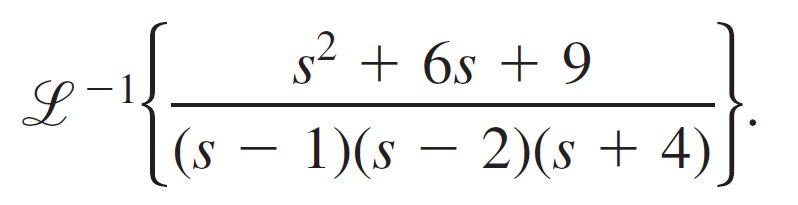 ℒ⁻¹{(s² + 6s + 9)/((s − 1)(s − 2)(s + 4))}.